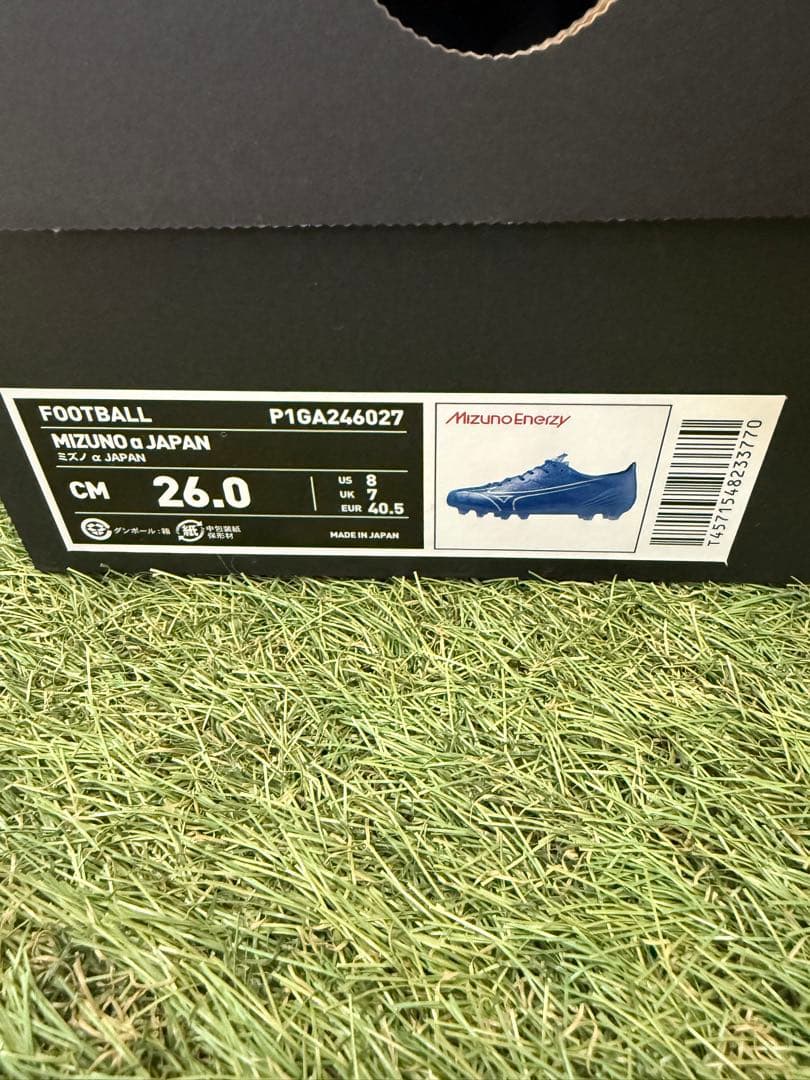 FOOTBALL P1GA246027
MIZUNO α JAPAN
ミズノ α JAPAN
CM 26.0
US 8
UK 7
EUR 40.5
ダンボール:箱
紙
中包装紙
保形材
MADE IN JAPAN
Mizuno Enerzy
T4571548233770